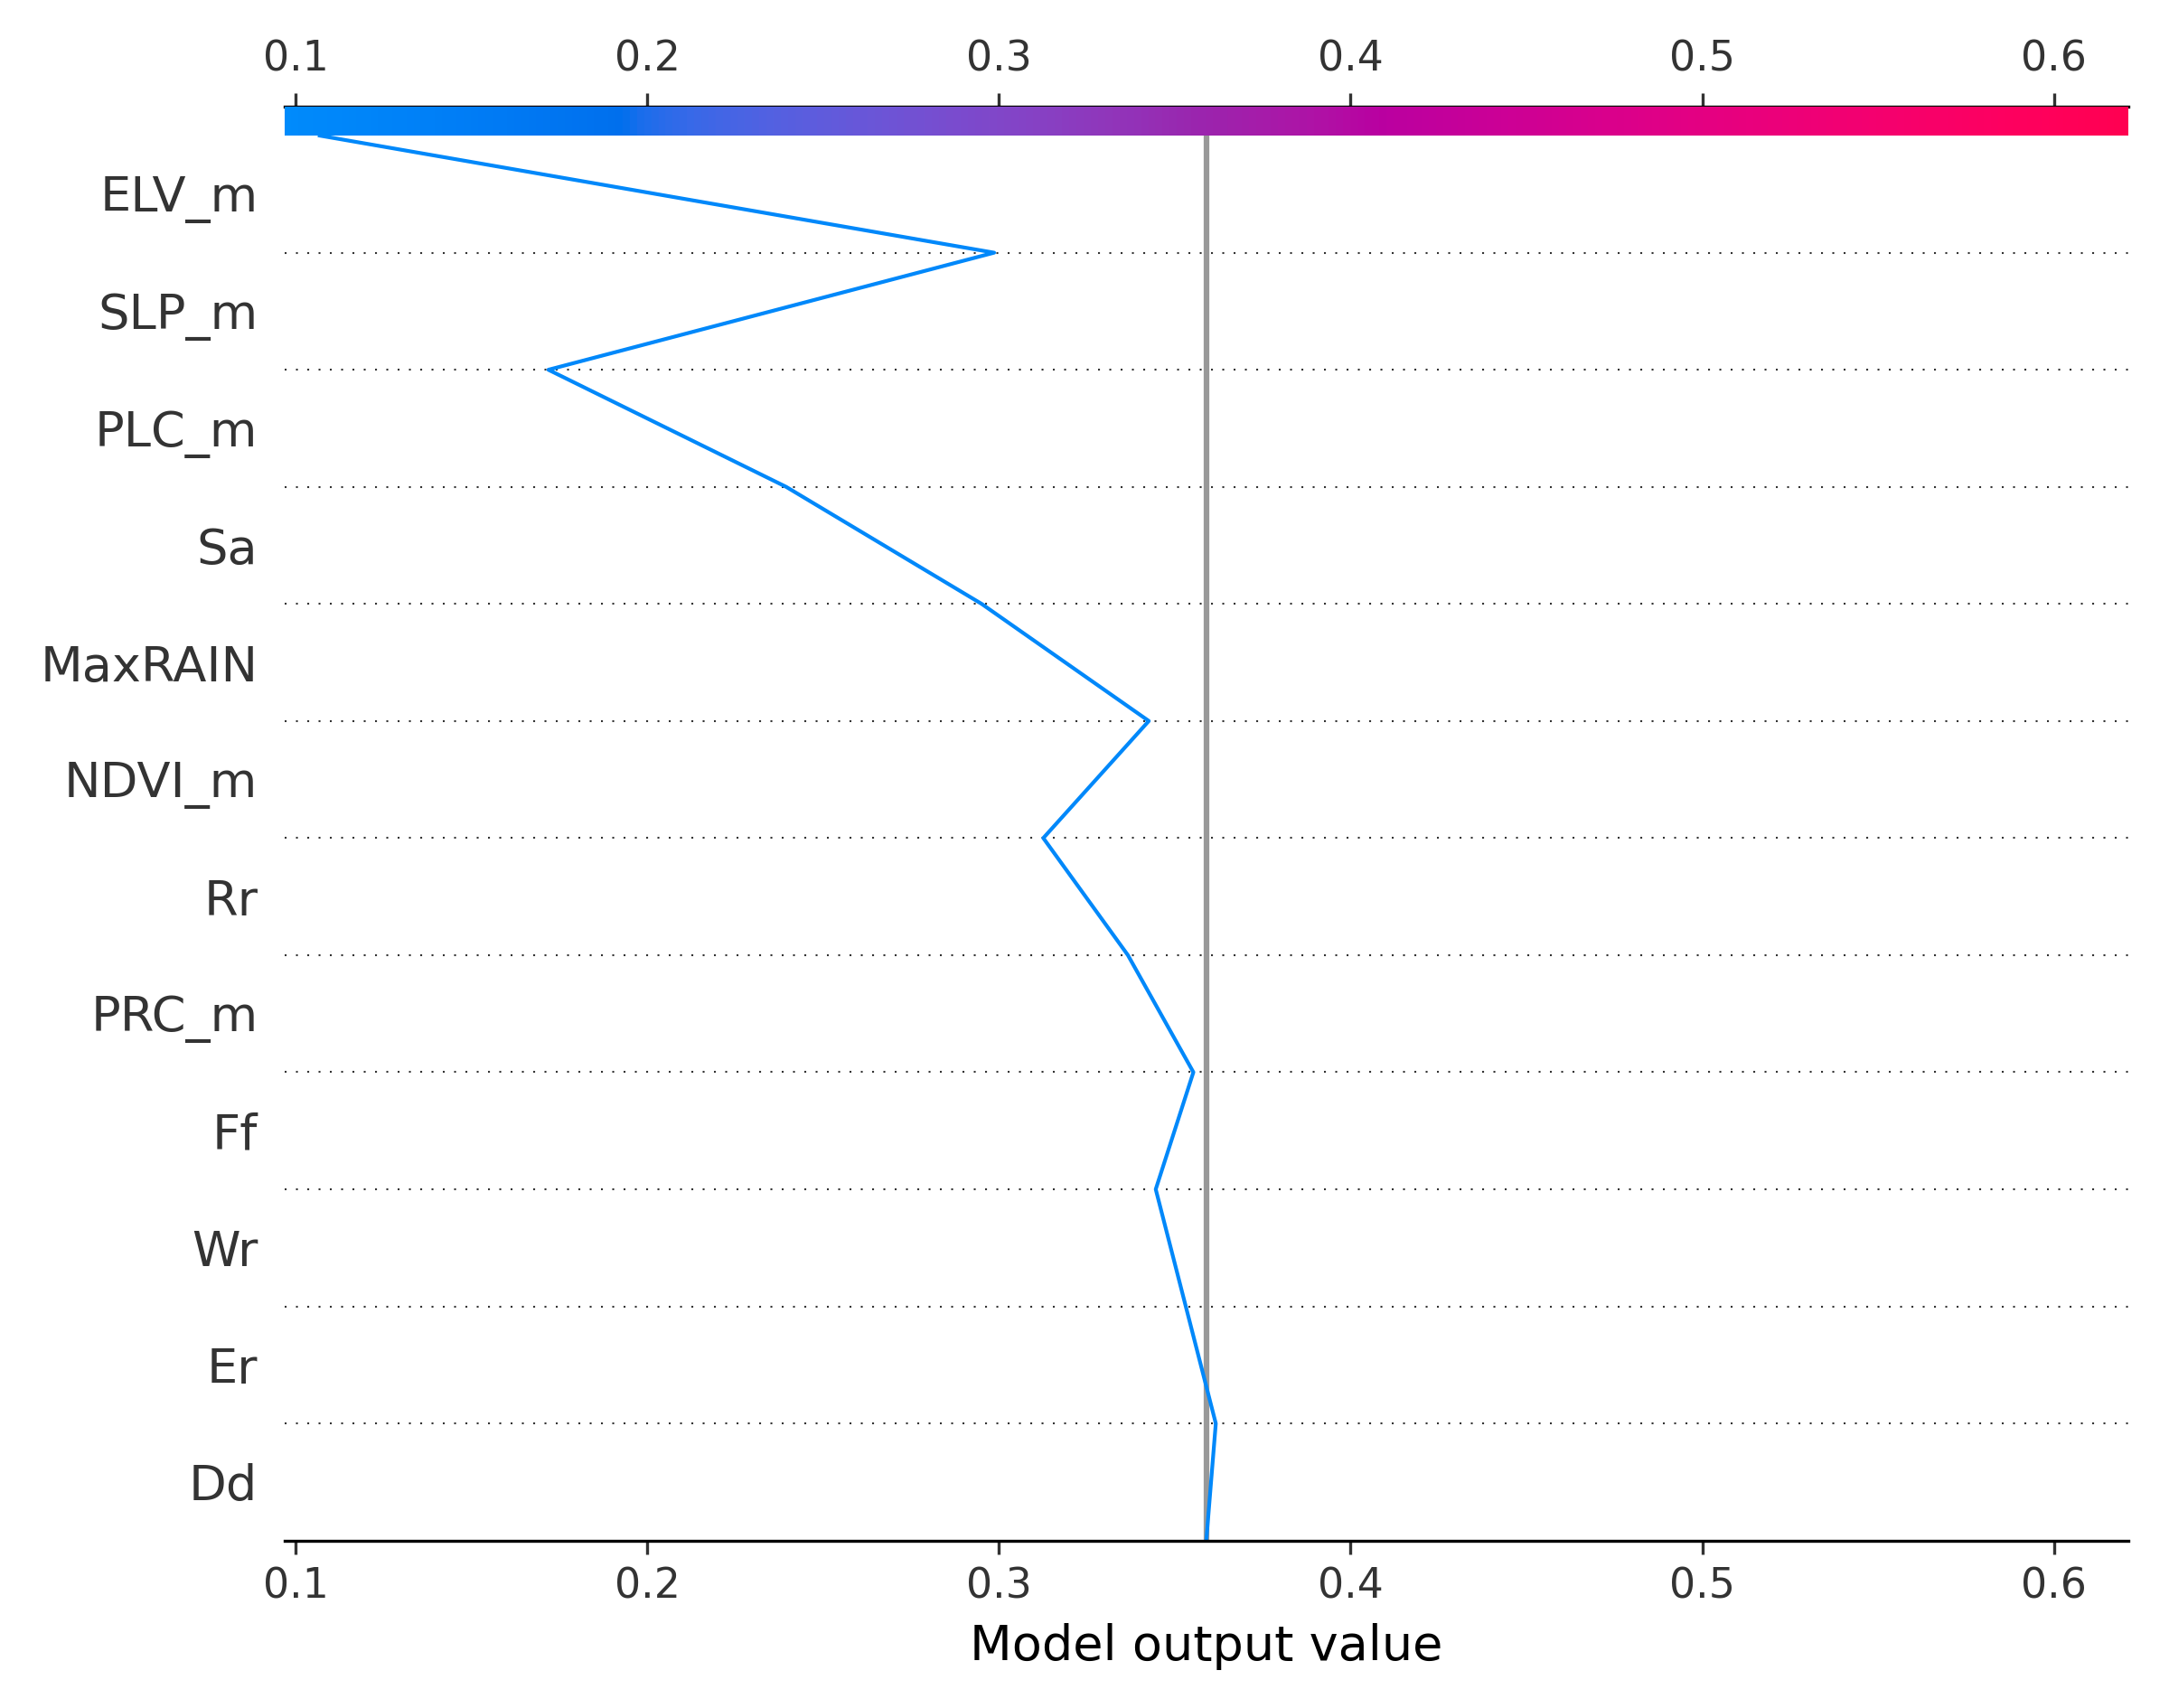 0.1 0.2 0.3 0.4 0.5 0.6
ELV_m
SLP_m
PLC_m
Sa
MaxRAIN
NDVI_m
Rr
PRC_m
Ff
Wr
Er
Dd
0.1 0.2 0.3 0.4 0.5 0.6
Model output value